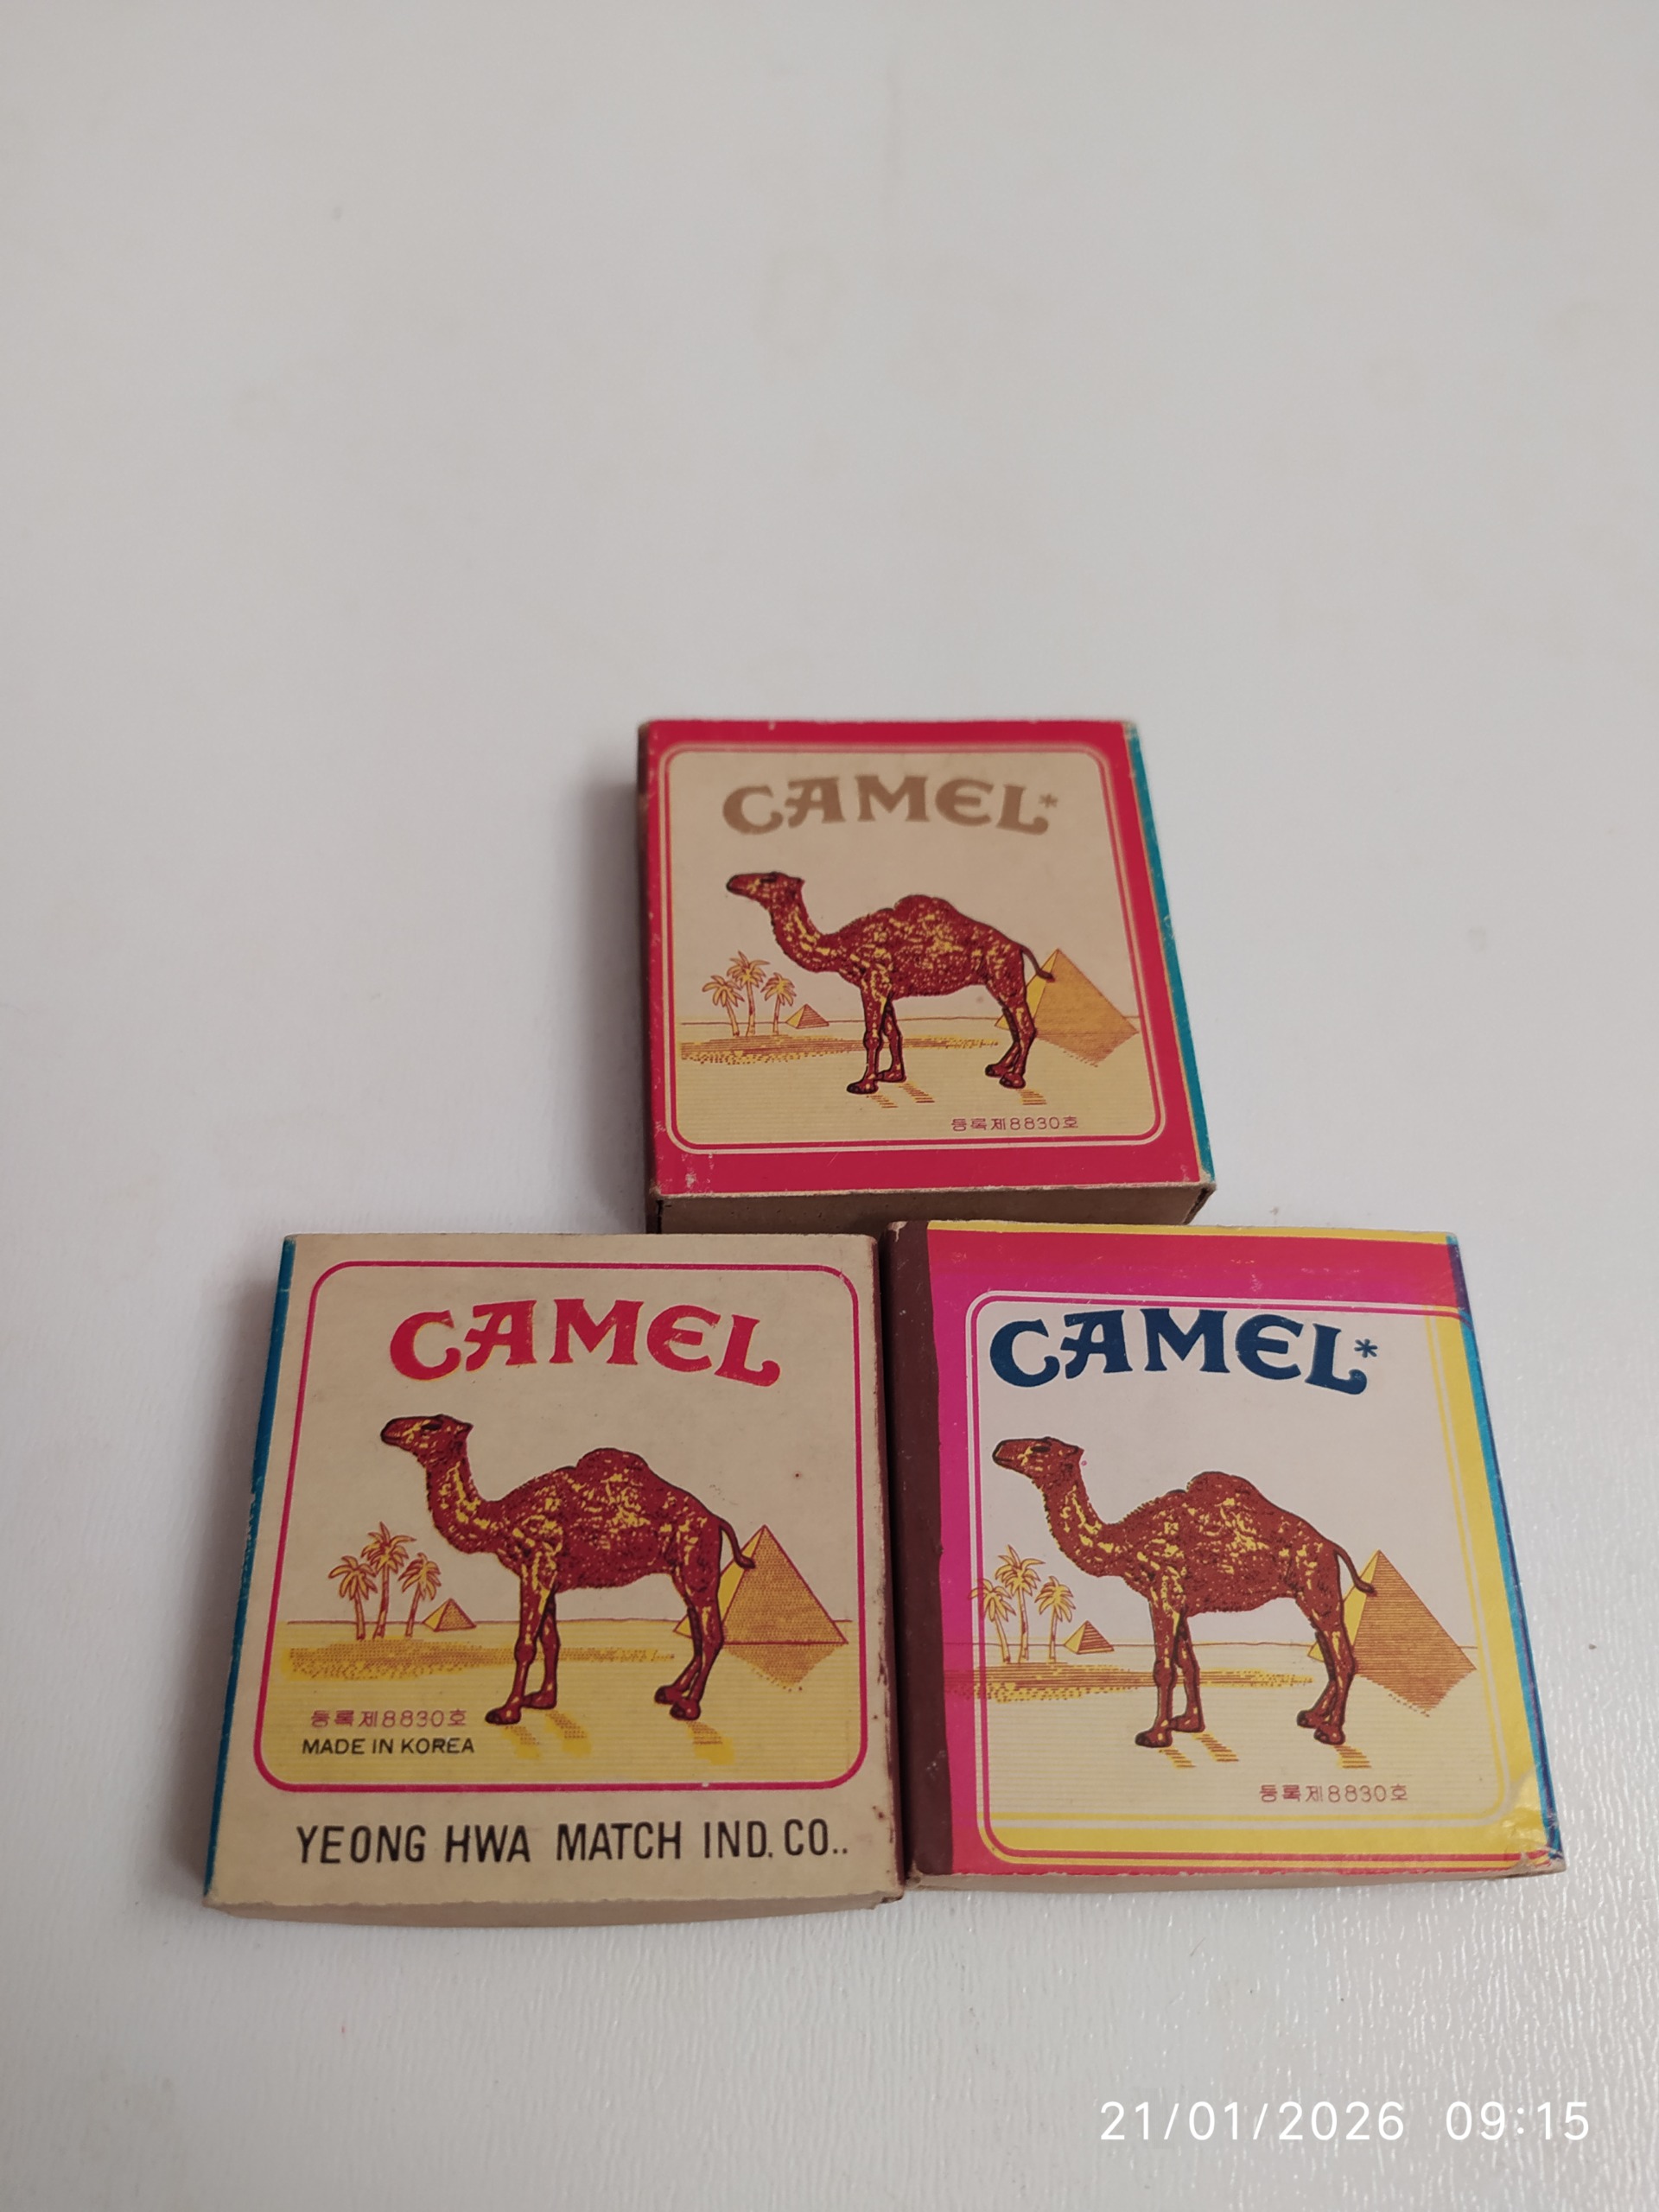 CAMEL*
등록제8830호
CAMEL
등록제8830호
MADE IN KOREA
YEONG HWA MATCH IND. CO..
CAMEL*
등록제8830호
21/01/2026 09:15